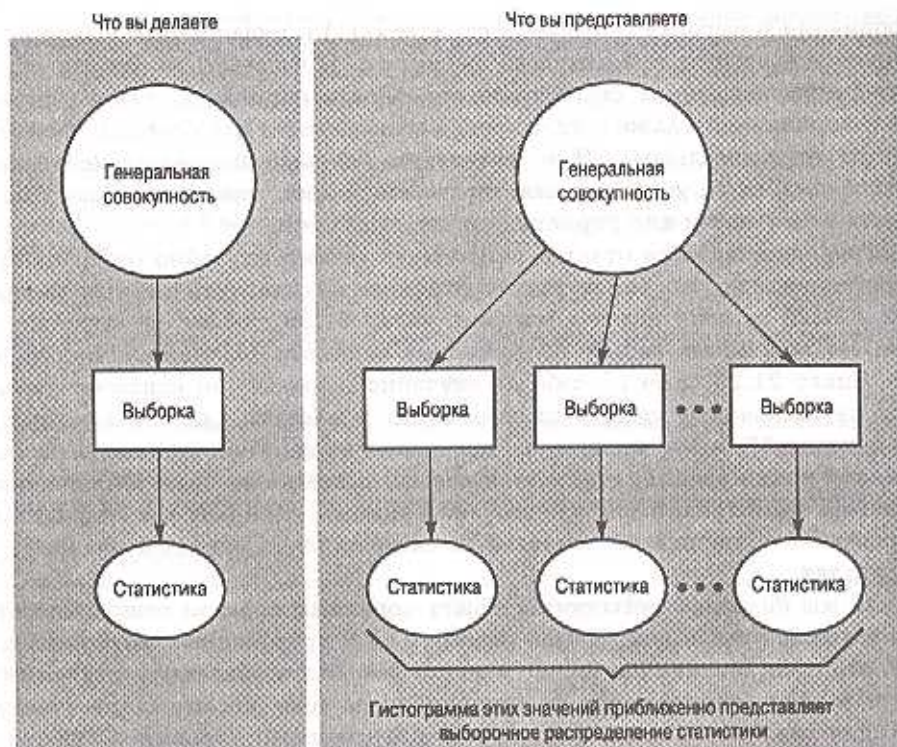 Что вы делаете
Что вы представляете
Генеральная
совокупность
Генеральная
совокупность
Выборка
Выборка
Выборка
Выборка
Статистика
Статистика
Статистика
Статистика
Гистограмма этих значений приближенно представляет
выборочное распределение статистики